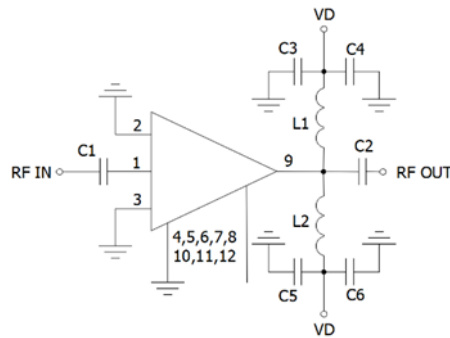 VD
C3
C4
L1
2
C1
9
C2
RF IN
1
RF OUT
3
L2
4,5,6,7,8
10,11,12
C5
C6
VD